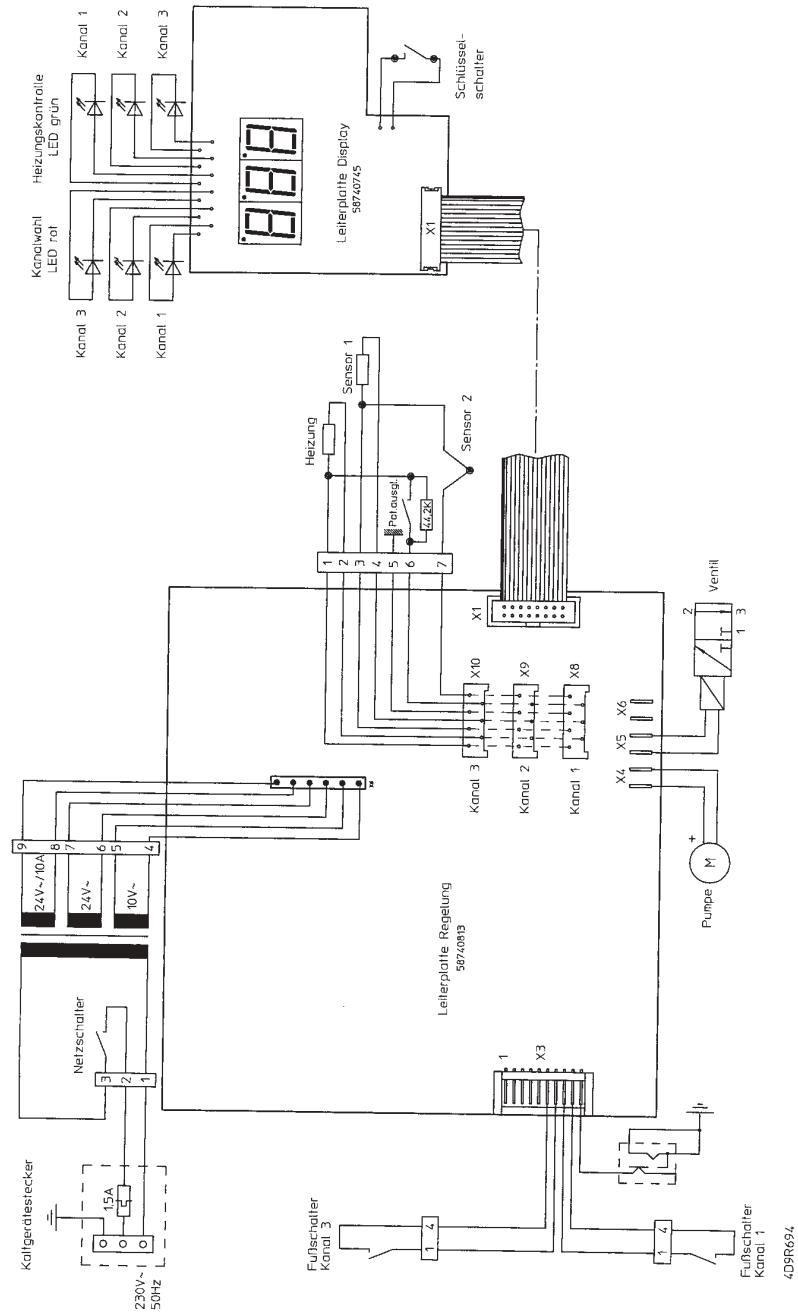 Kaltgerätestecker
230V~
50Hz
1,5A
Netzschalter
3
2
1
24V~/10A
24V~
10V~
9
8
7
6
5
4
Leiterplatte Regelung
58740813
Fußschalter
Kanal 3
1
4
Fußschalter
Kanal 1
1
4
1
X3
Pumpe
M
+
X4
X5
X6
Ventil
2
1
3
Kanal 3
X10
Kanal 2
X9
Kanal 1
X8
X1
1
2
3
4
5
6
7
Heizung
Sensor 1
Pot.ausgl.
44,2K
Sensor 2
Kanalwahl
LED rot
Kanal 3
Kanal 2
Kanal 1
Heizungskontrolle
LED grün
Kanal 1
Kanal 2
Kanal 3
Leiterplatte Display
58740745
X1
Schlüssel-
schalter
4D9R694